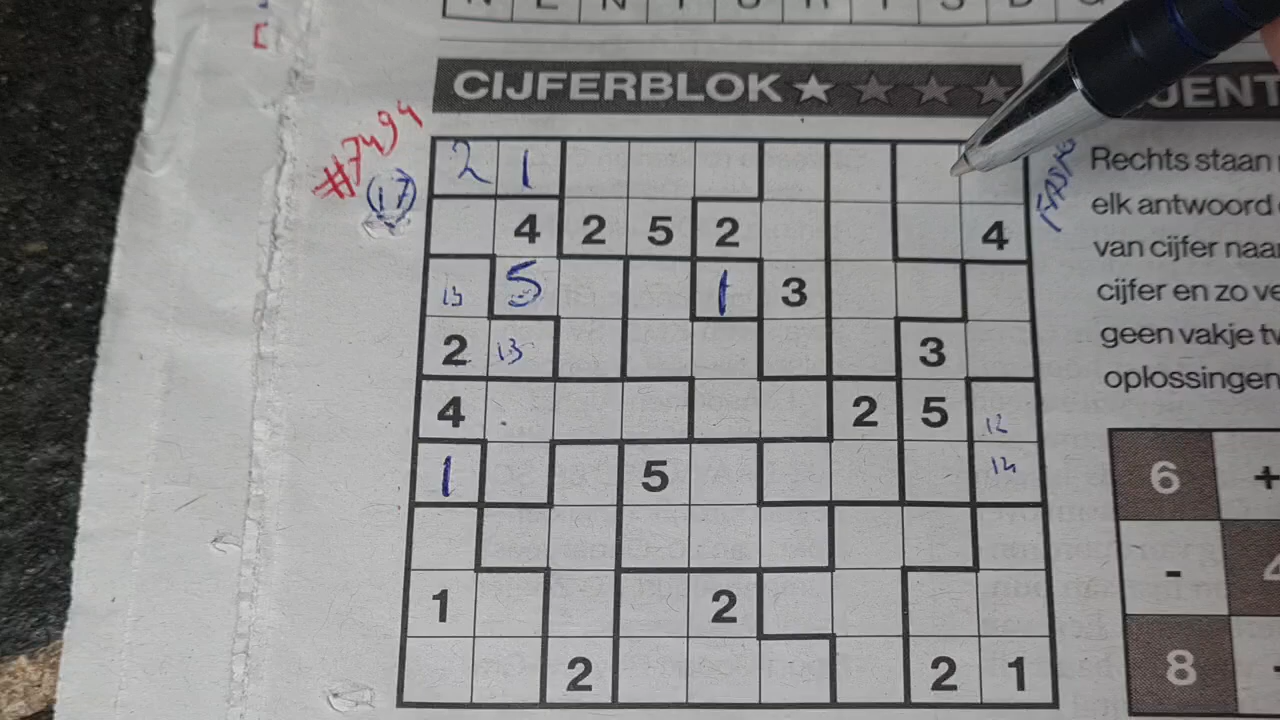 CIJFERBLOK
#7494
17
2 1
4 2 5 2 4
13 5 1 3
2 13 3
4 2 5 12
1 5
1 2
2 2 1
Rechts staan
elk antwoord
van cijfer naar
cijfer en zo ve
geen vakje tw
oplossingen
6 +
-
8